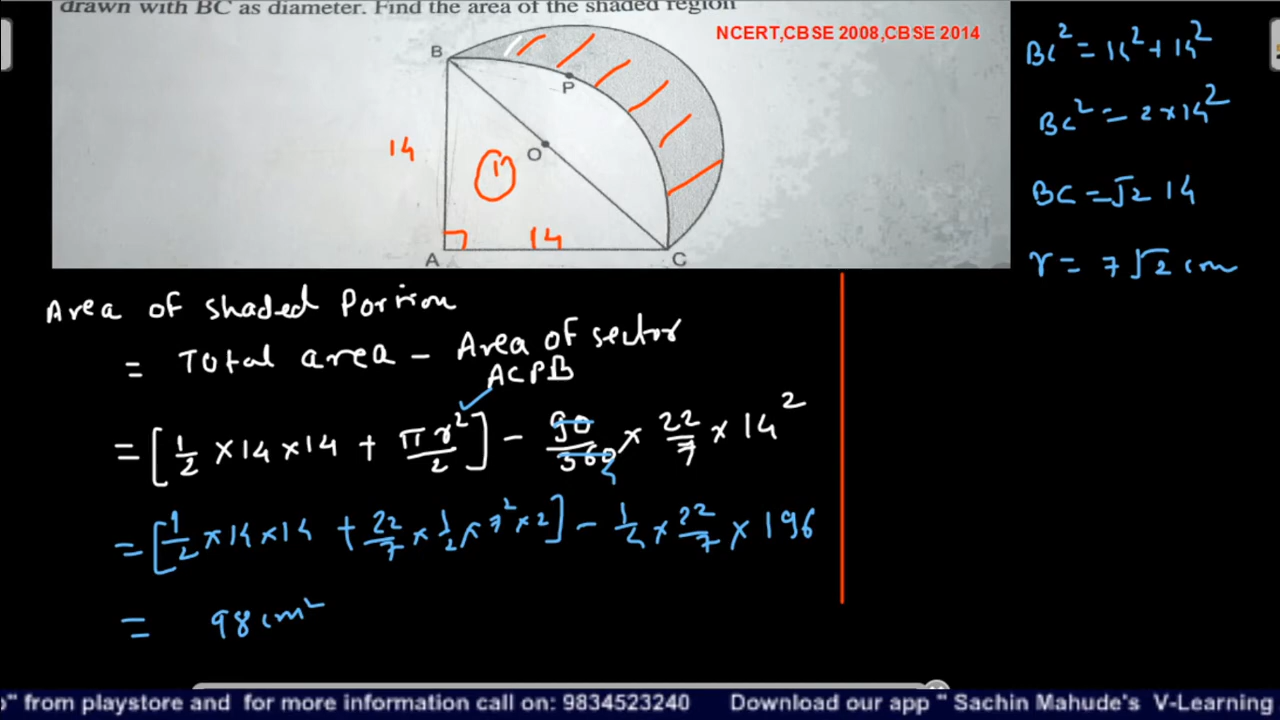 drawn with BC as diameter. Find the area of the shaded region
NCERT,CBSE 2008,CBSE 2014
B
P
14
O
1
14
A
C
BC² = 14² + 14²
BC² = 2 × 14²
BC = √2 14
r = 7√2 cm
Area of shaded Portion
= Total area - Area of sector
ACPB
= [1/2 × 14 × 14 + πr²/2] - 90/360 × 22/7 × 14²
4
= [1/2 × 14 × 14 + 22/7 × 1/2 × 7² × 2] - 1/4 × 22/7 × 196
= 98 cm²
" from playstore and for more information call on: 9834523240 Download our app " Sachin Mahude's V-Learning